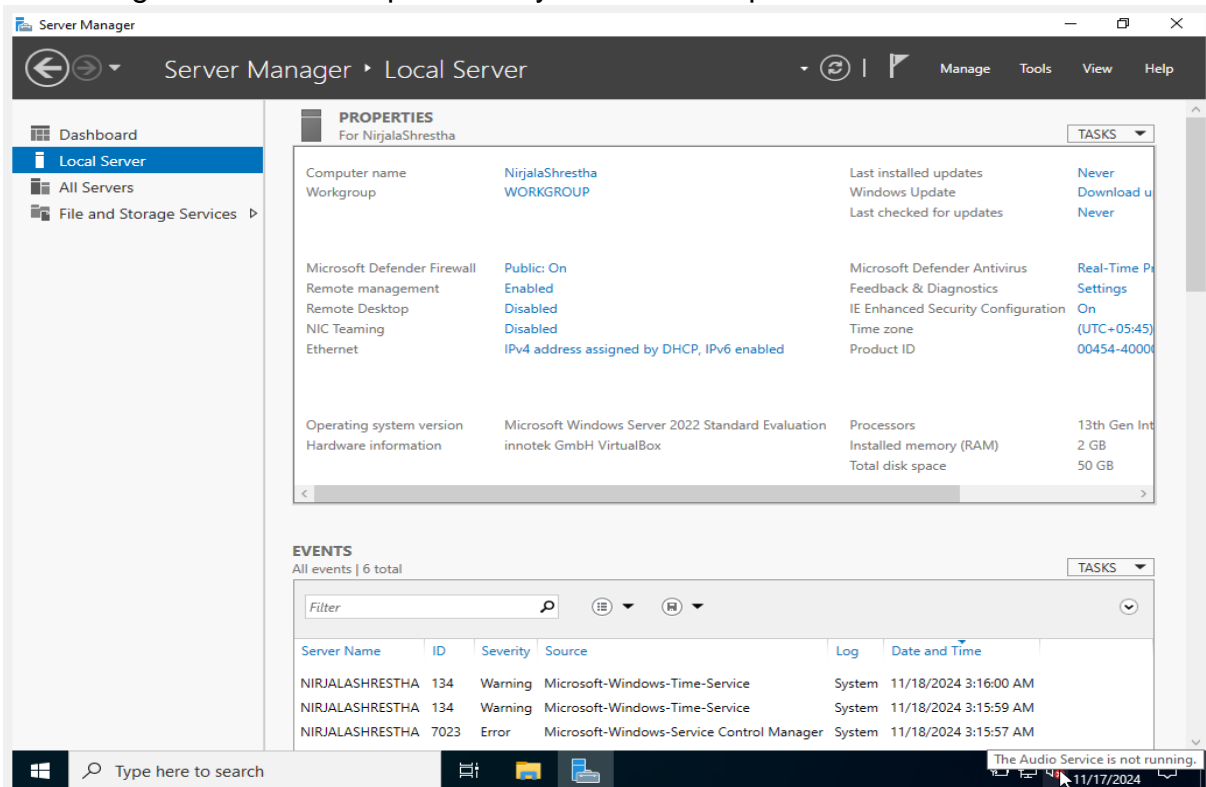 Server Manager
Server Manager ‣ Local Server
Manage Tools View Help
Dashboard
Local Server
All Servers
File and Storage Services
PROPERTIES
For NirjalaShrestha
TASKS
Computer name NirjalaShrestha Last installed updates Never
Workgroup WORKGROUP Windows Update Download u
Last checked for updates Never
Microsoft Defender Firewall Public: On Microsoft Defender Antivirus Real-Time Pr
Remote management Enabled Feedback & Diagnostics Settings
Remote Desktop Disabled IE Enhanced Security Configuration On
NIC Teaming Disabled Time zone (UTC+05:45)
Ethernet IPv4 address assigned by DHCP, IPv6 enabled Product ID 00454-40000
Operating system version Microsoft Windows Server 2022 Standard Evaluation Processors 13th Gen Int
Hardware information innotek GmbH VirtualBox Installed memory (RAM) 2 GB
Total disk space 50 GB
EVENTS
All events | 6 total
TASKS
Filter
Server Name ID Severity Source Log Date and Time
NIRJALASHRESTHA 134 Warning Microsoft-Windows-Time-Service System 11/18/2024 3:16:00 AM
NIRJALASHRESTHA 134 Warning Microsoft-Windows-Time-Service System 11/18/2024 3:15:59 AM
NIRJALASHRESTHA 7023 Error Microsoft-Windows-Service Control Manager System 11/18/2024 3:15:57 AM
The Audio Service is not running.
Type here to search
11/17/2024